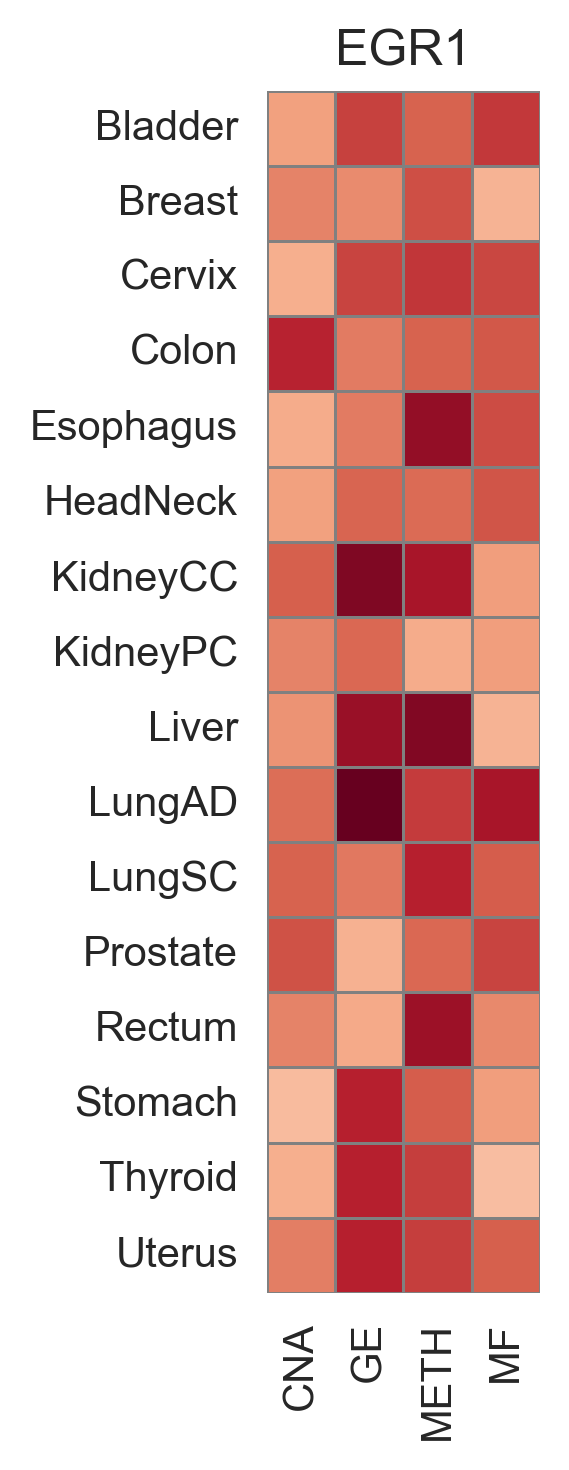 EGR1
Bladder
Breast
Cervix
Colon
Esophagus
HeadNeck
KidneyCC
KidneyPC
Liver
LungAD
LungSC
Prostate
Rectum
Stomach
Thyroid
Uterus
CNA
GE
METH
MF